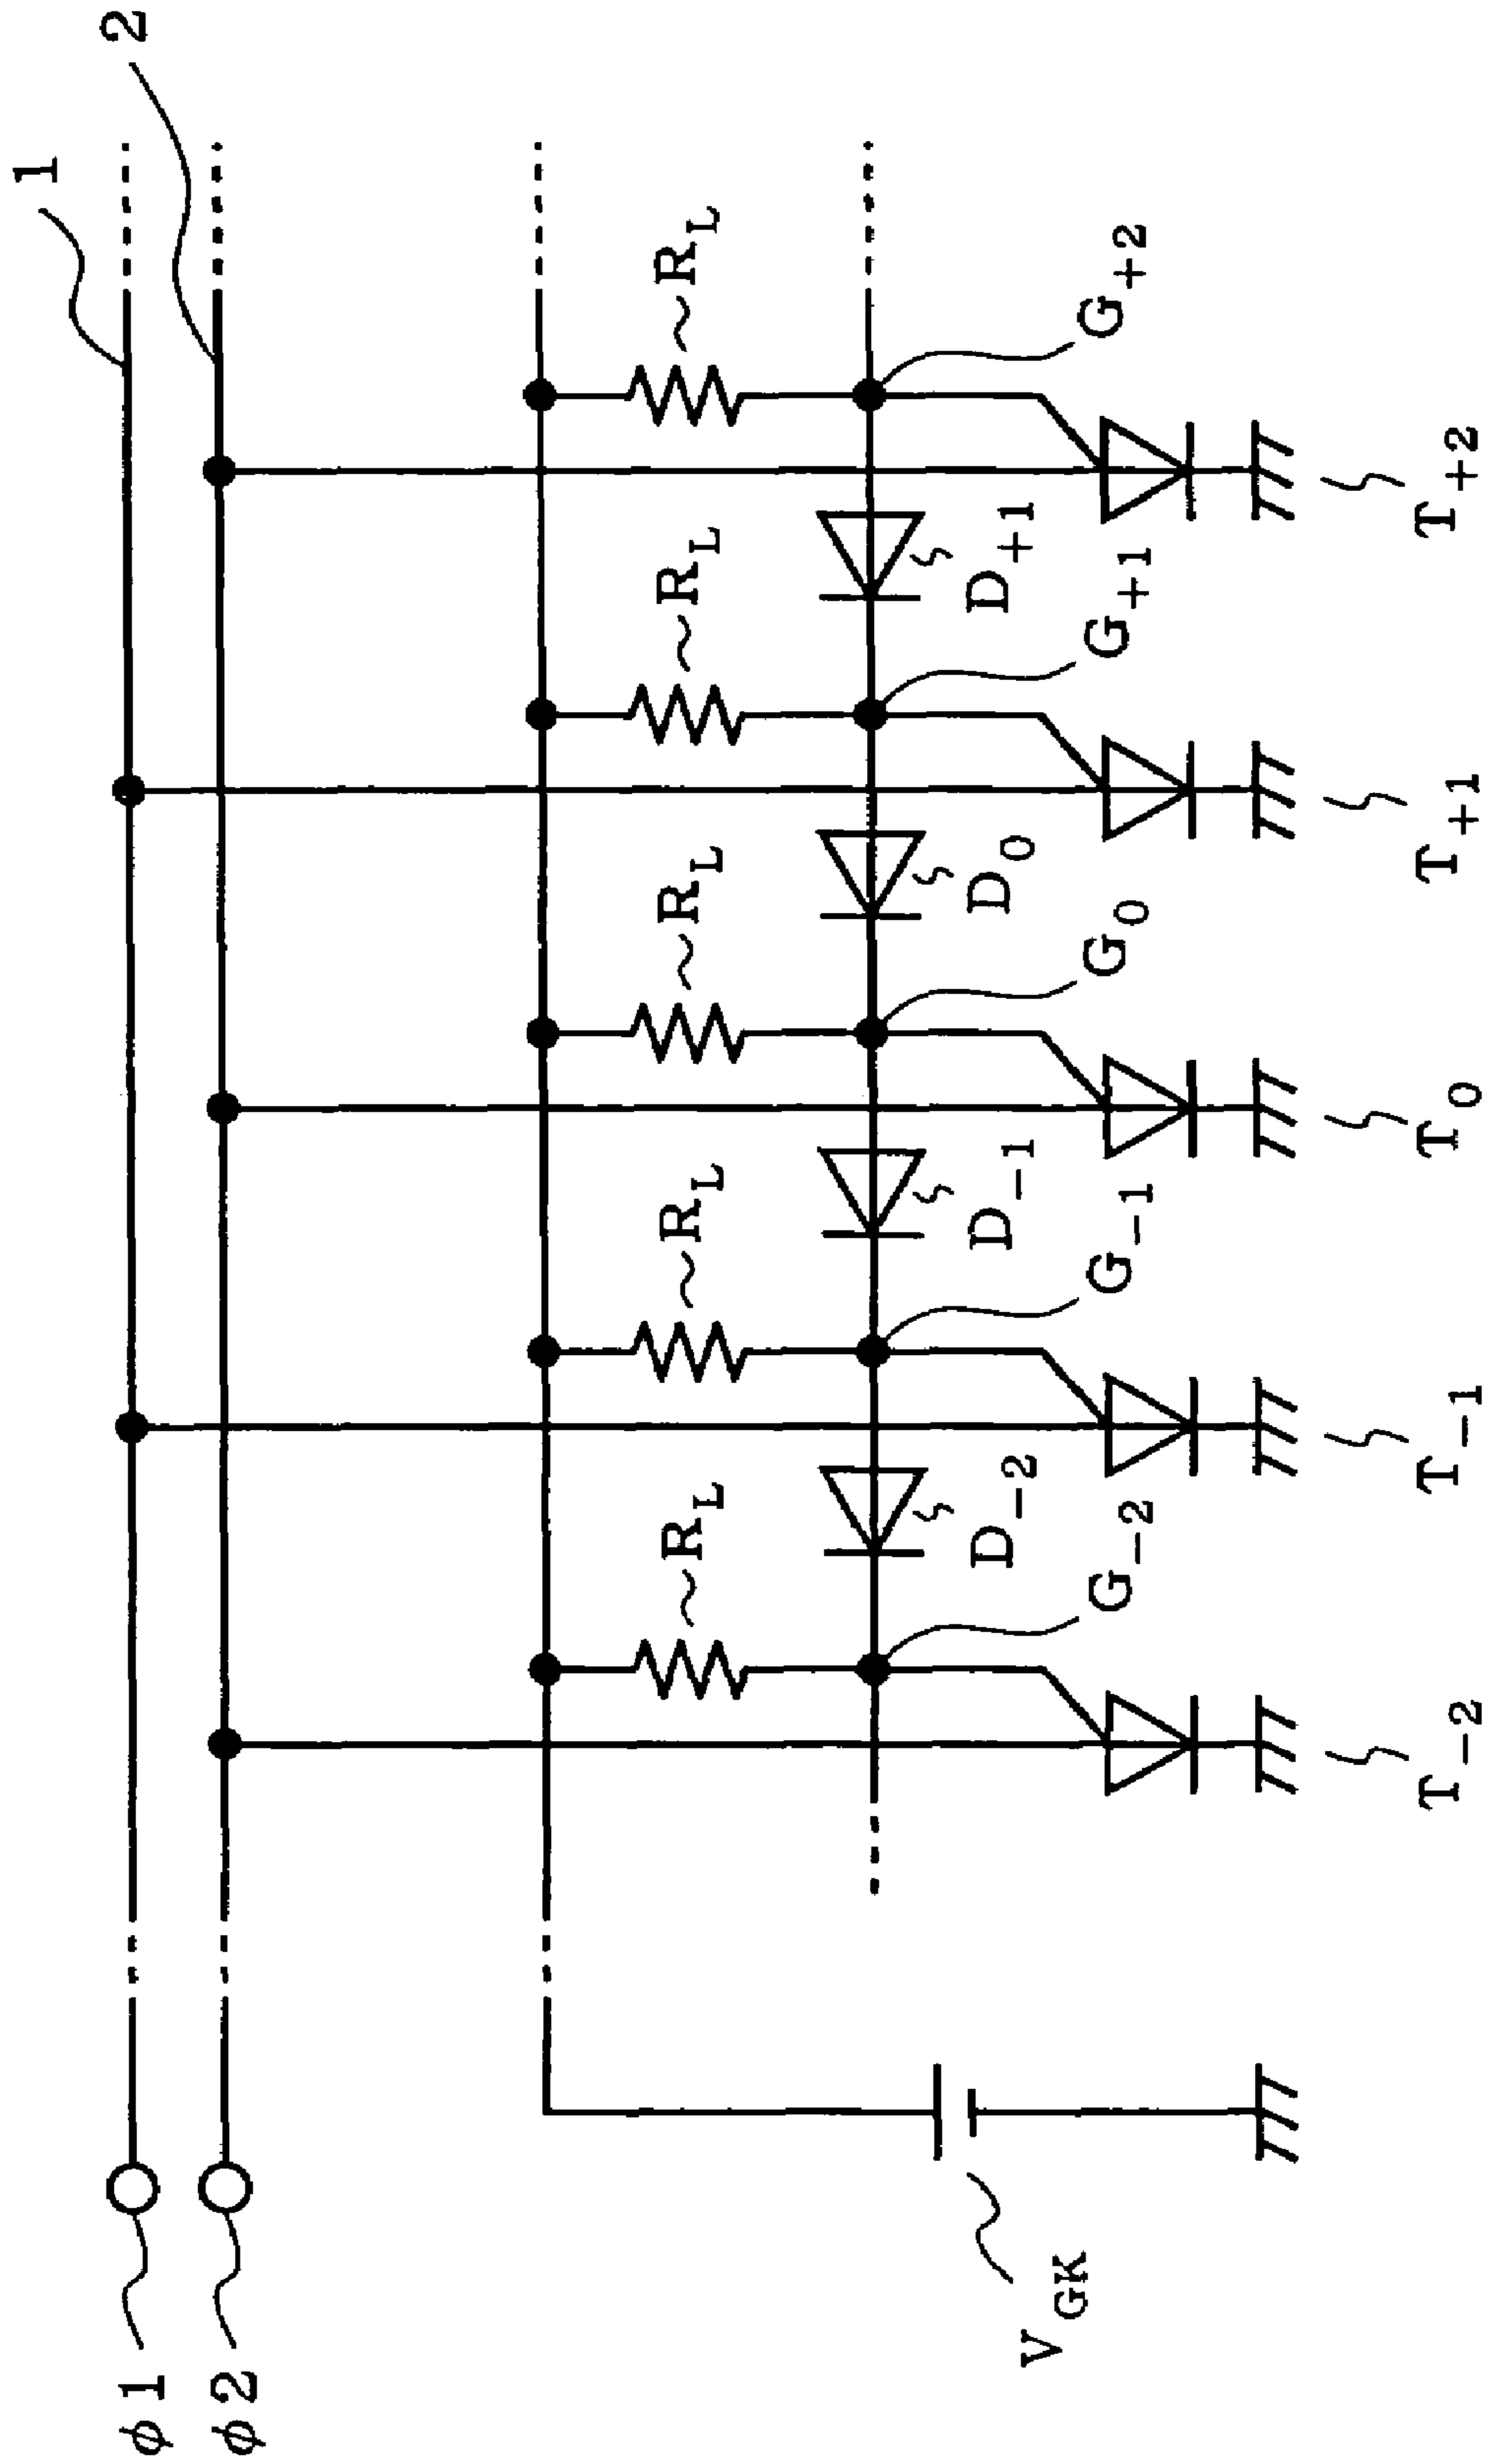 1
2
φ1
φ2
R_L
R_L
R_L
R_L
R_L
V_GK
D_-2
D_-1
D_0
D_+1
G_-2
G_-1
G_0
G_+1
G_+2
T_-2
T_-1
T_0
T_+1
T_+2